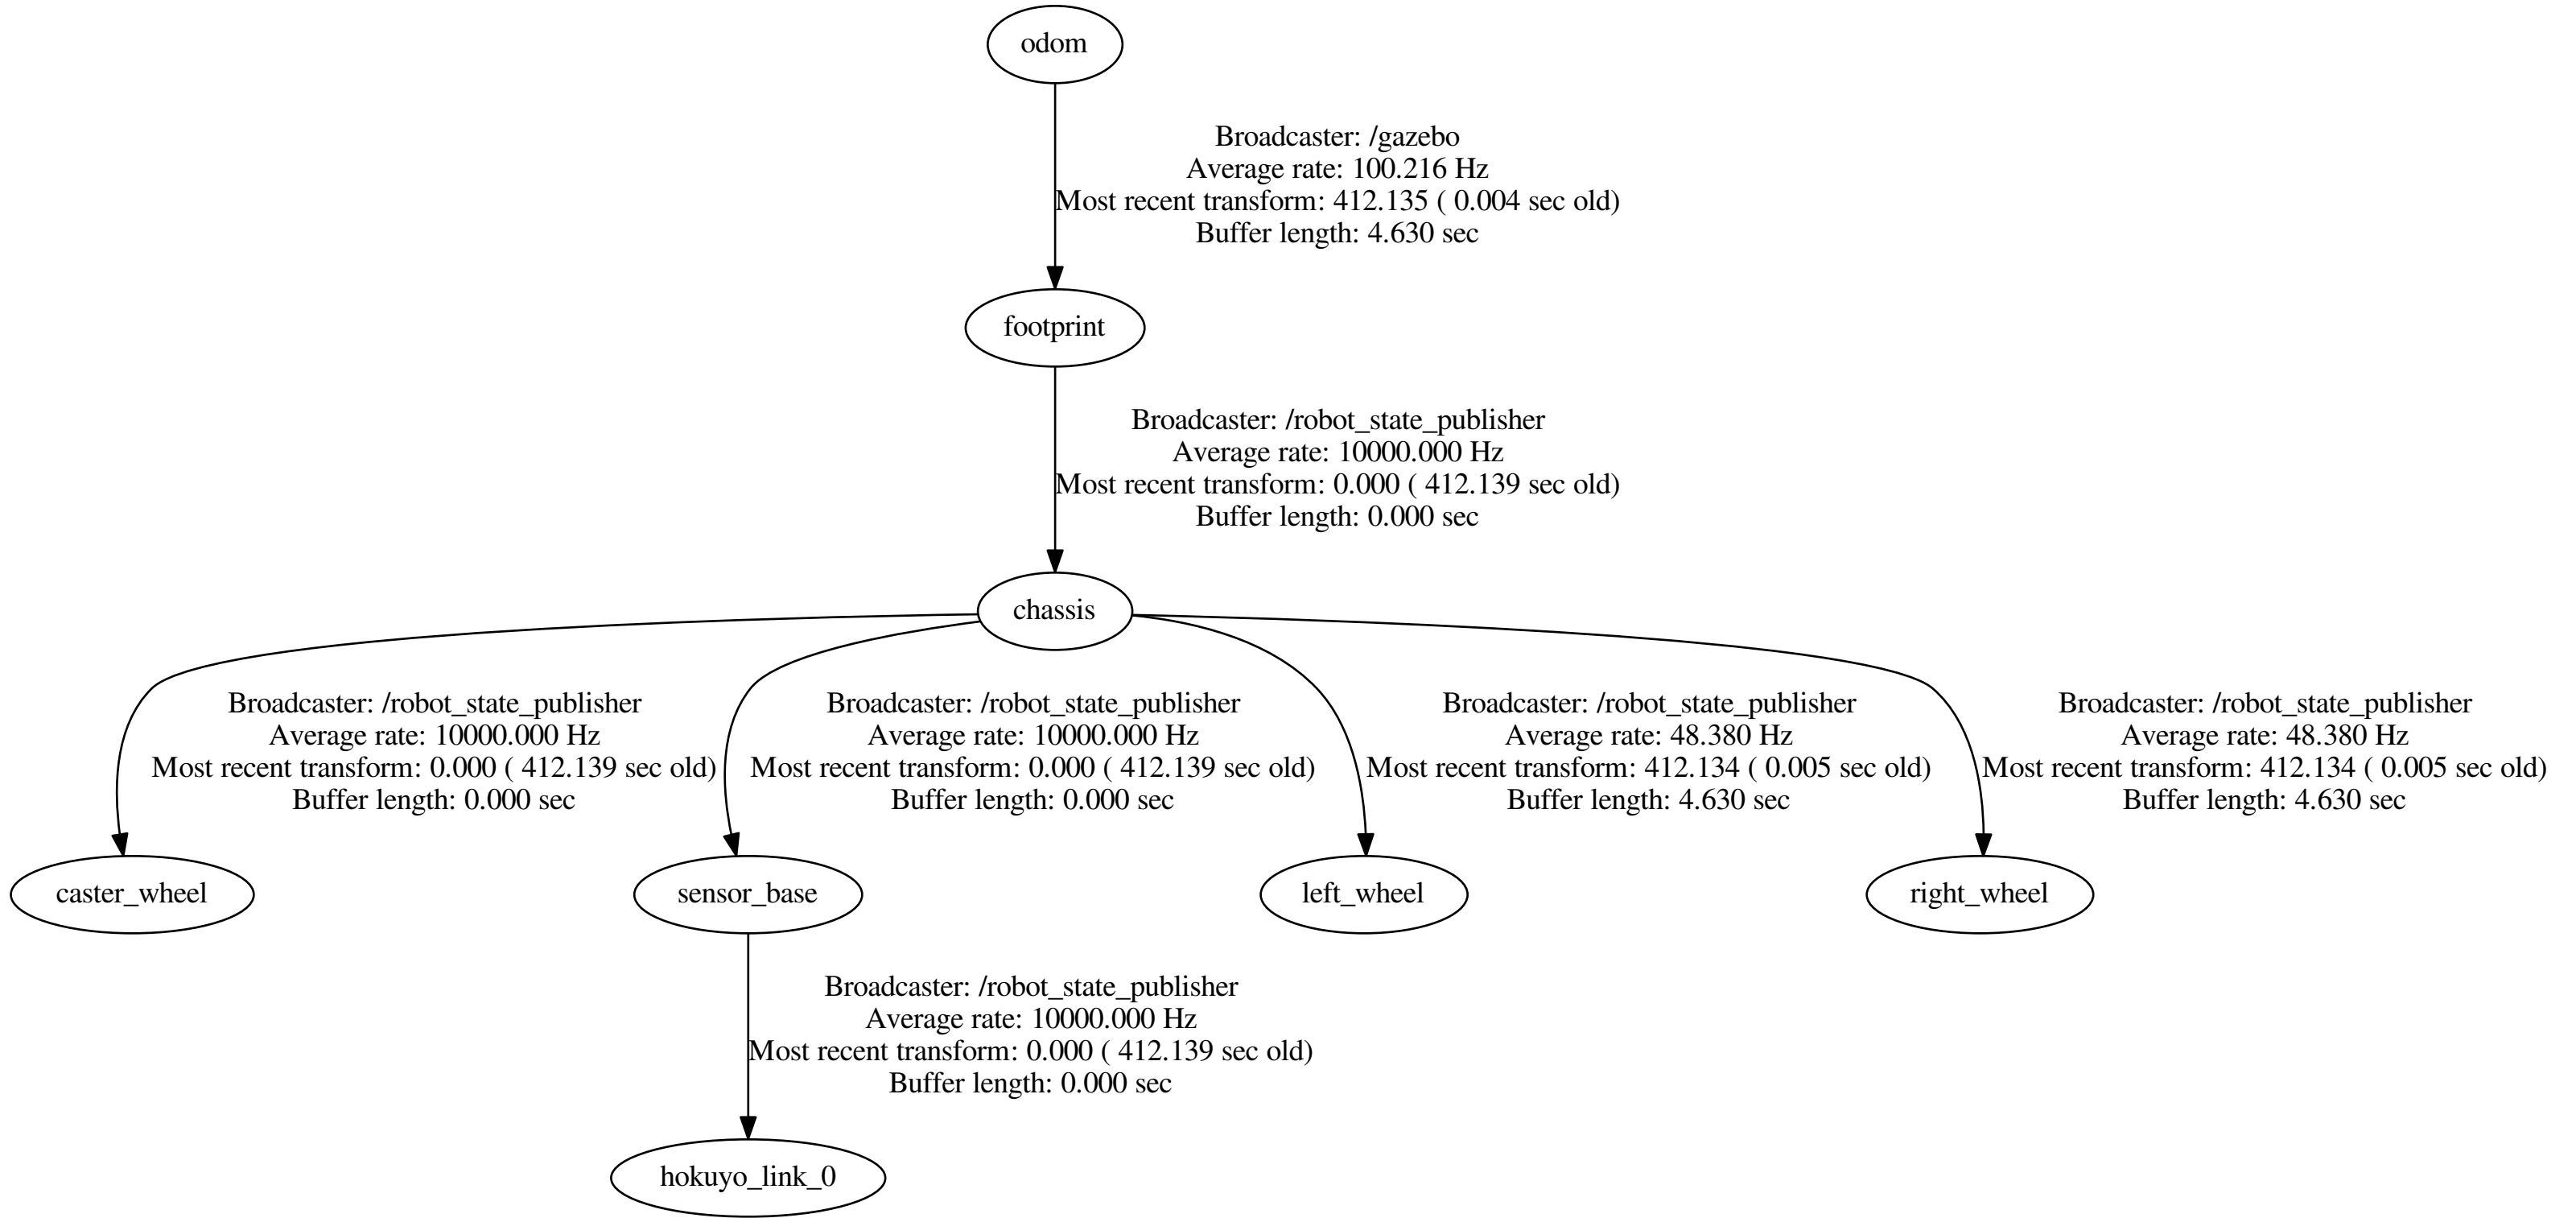 odom
Broadcaster: /gazebo
Average rate: 100.216 Hz
Most recent transform: 412.135 ( 0.004 sec old)
Buffer length: 4.630 sec
footprint
Broadcaster: /robot_state_publisher
Average rate: 10000.000 Hz
Most recent transform: 0.000 ( 412.139 sec old)
Buffer length: 0.000 sec
chassis
Broadcaster: /robot_state_publisher
Average rate: 10000.000 Hz
Most recent transform: 0.000 ( 412.139 sec old)
Buffer length: 0.000 sec
Broadcaster: /robot_state_publisher
Average rate: 10000.000 Hz
Most recent transform: 0.000 ( 412.139 sec old)
Buffer length: 0.000 sec
Broadcaster: /robot_state_publisher
Average rate: 48.380 Hz
Most recent transform: 412.134 ( 0.005 sec old)
Buffer length: 4.630 sec
Broadcaster: /robot_state_publisher
Average rate: 48.380 Hz
Most recent transform: 412.134 ( 0.005 sec old)
Buffer length: 4.630 sec
caster_wheel
sensor_base
left_wheel
right_wheel
Broadcaster: /robot_state_publisher
Average rate: 10000.000 Hz
Most recent transform: 0.000 ( 412.139 sec old)
Buffer length: 0.000 sec
hokuyo_link_0